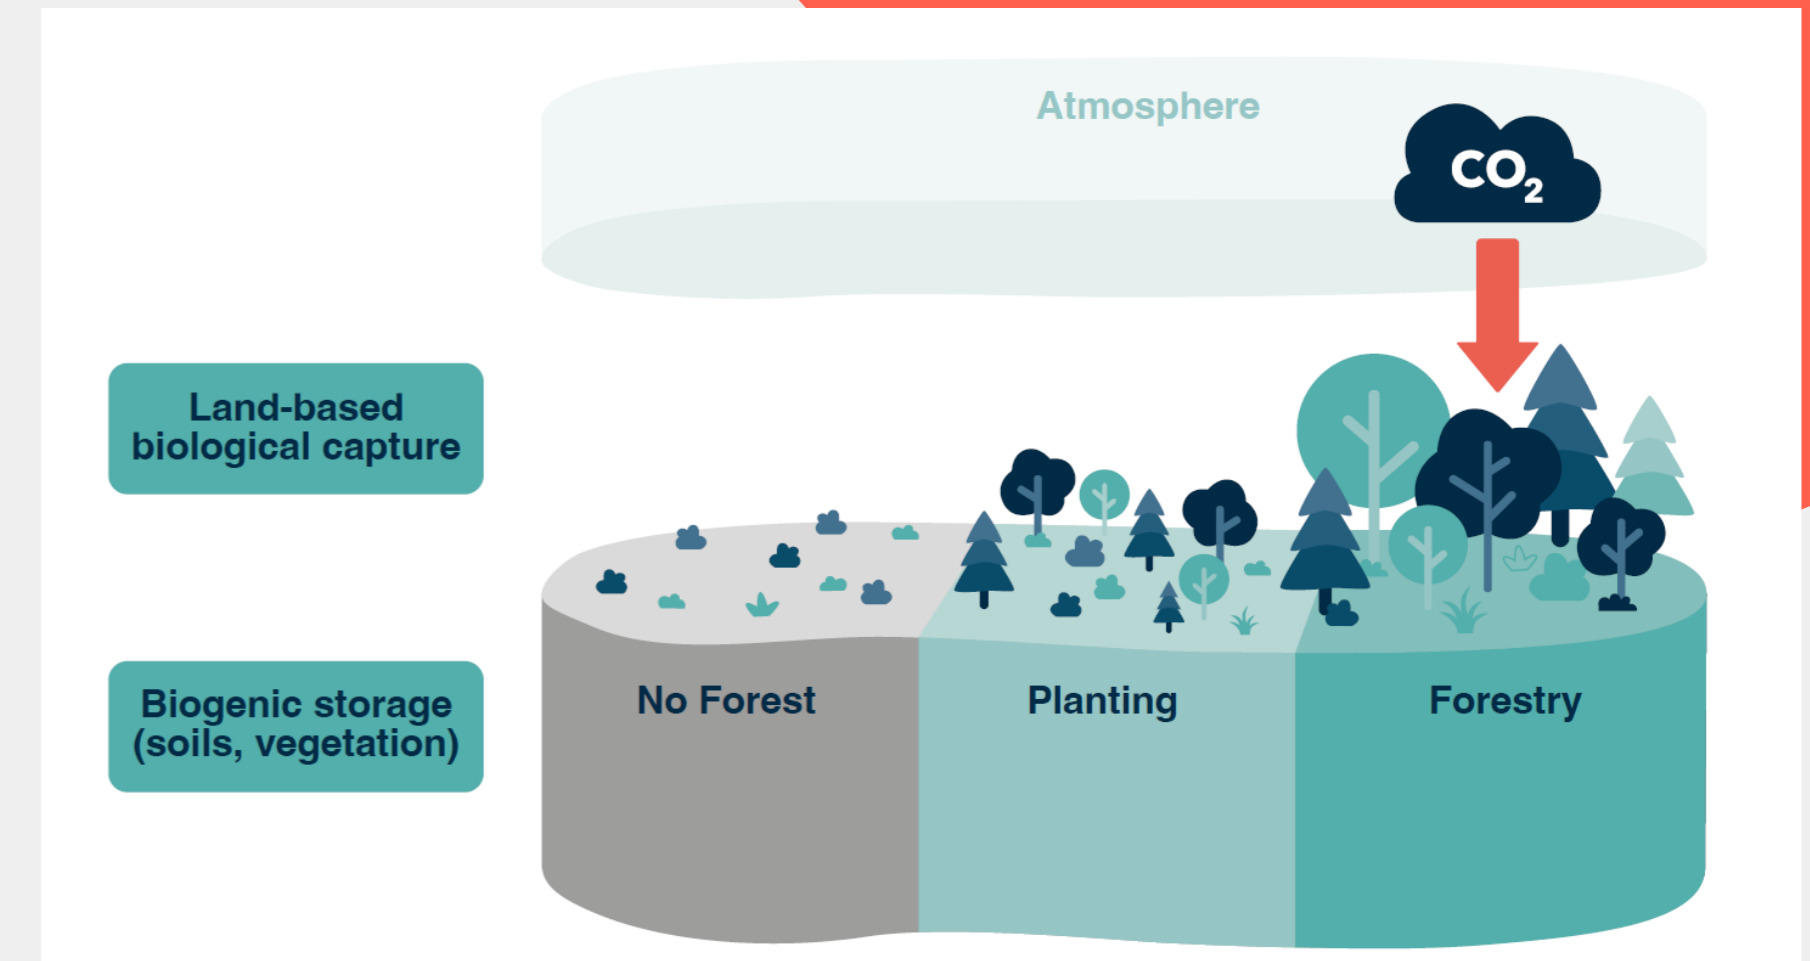 Atmosphere
CO₂
Land-based
biological capture
Biogenic storage
(soils, vegetation)
No Forest
Planting
Forestry